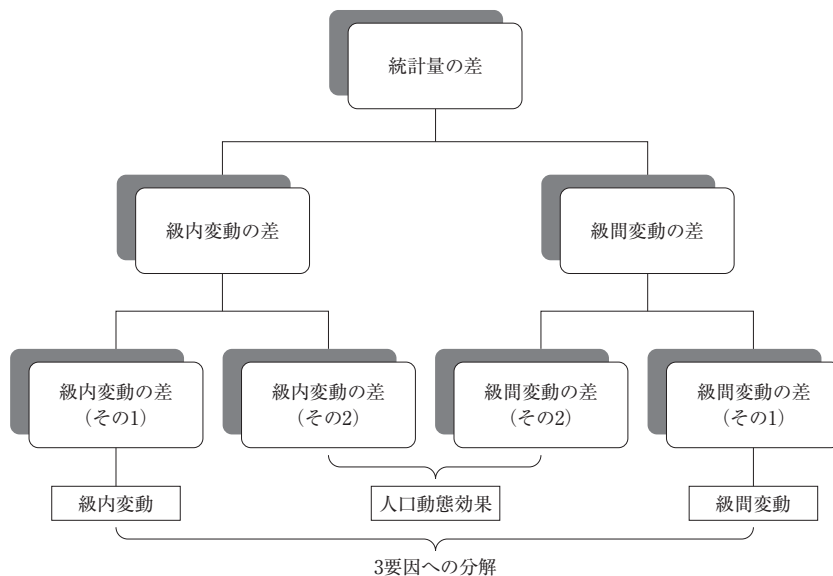 統計量の差
級内変動の差
級間変動の差
級内変動の差
（その1）
級内変動の差
（その2）
級間変動の差
（その2）
級間変動の差
（その1）
級内変動
人口動態効果
級間変動
3要因への分解